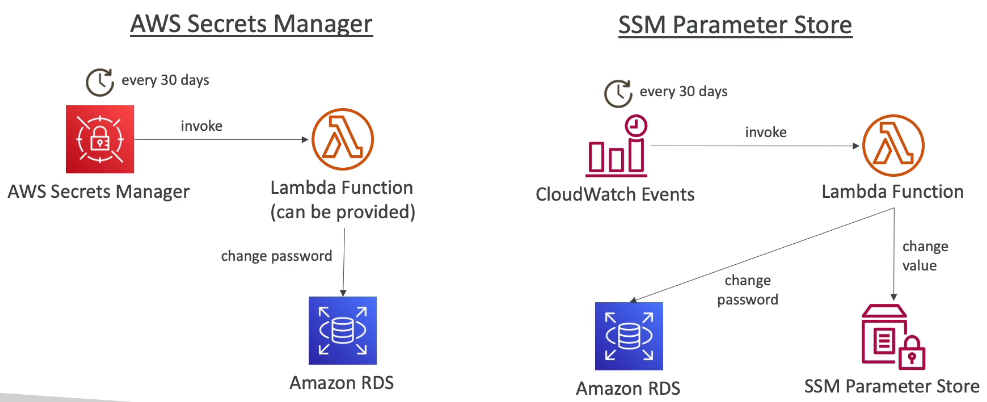 AWS Secrets Manager
every 30 days
invoke
AWS Secrets Manager
Lambda Function
(can be provided)
change password
Amazon RDS
SSM Parameter Store
every 30 days
invoke
CloudWatch Events
Lambda Function
change
value
change
password
Amazon RDS
SSM Parameter Store